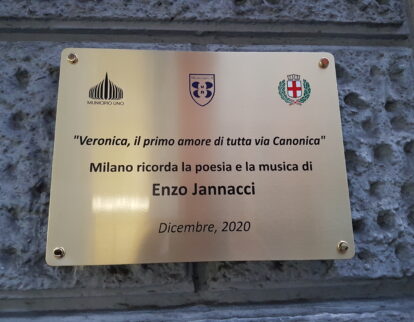 MUNICIPIO UNO
"Veronica, il primo amore di tutta via Canonica"
Milano ricorda la poesia e la musica di
Enzo Jannacci
Dicembre, 2020